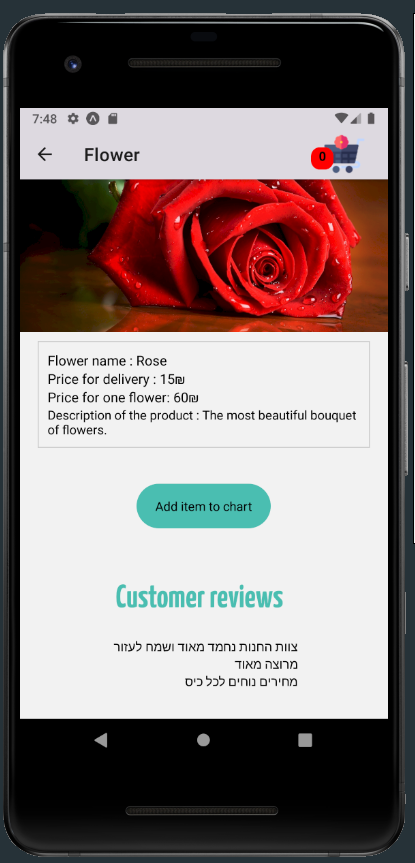 7:48
Flower
0
Flower name : Rose
Price for delivery : 15₪
Price for one flower: 60₪
Description of the product : The most beautiful bouquet
of flowers.
Add item to chart
Customer reviews
צוות החנות נחמד מאוד ושמח לעזור
מרוצה מאוד
מחירים נוחים לכל כיס